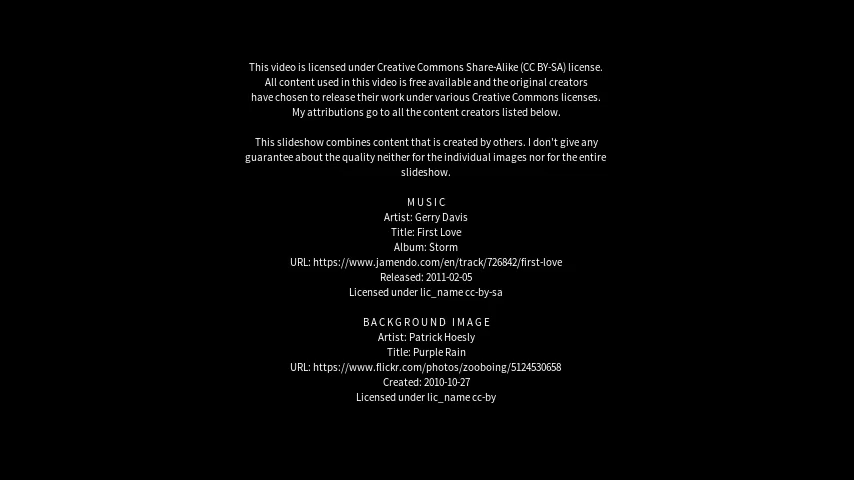 This video is licensed under Creative Commons Share-Alike (CC BY-SA) license.
All content used in this video is free available and the original creators
have chosen to release their work under various Creative Commons licenses.
My attributions go to all the content creators listed below.
This slideshow combines content that is created by others. I don't give any
guarantee about the quality neither for the individual images nor for the entire
slideshow.
MUSIC
Artist: Gerry Davis
Title: First Love
Album: Storm
URL: https://www.jamendo.com/en/track/726842/first-love
Released: 2011-02-05
Licensed under lic_name cc-by-sa
BACKGROUND IMAGE
Artist: Patrick Hoesly
Title: Purple Rain
URL: https://www.flickr.com/photos/zooboing/5124530658
Created: 2010-10-27
Licensed under lic_name cc-by